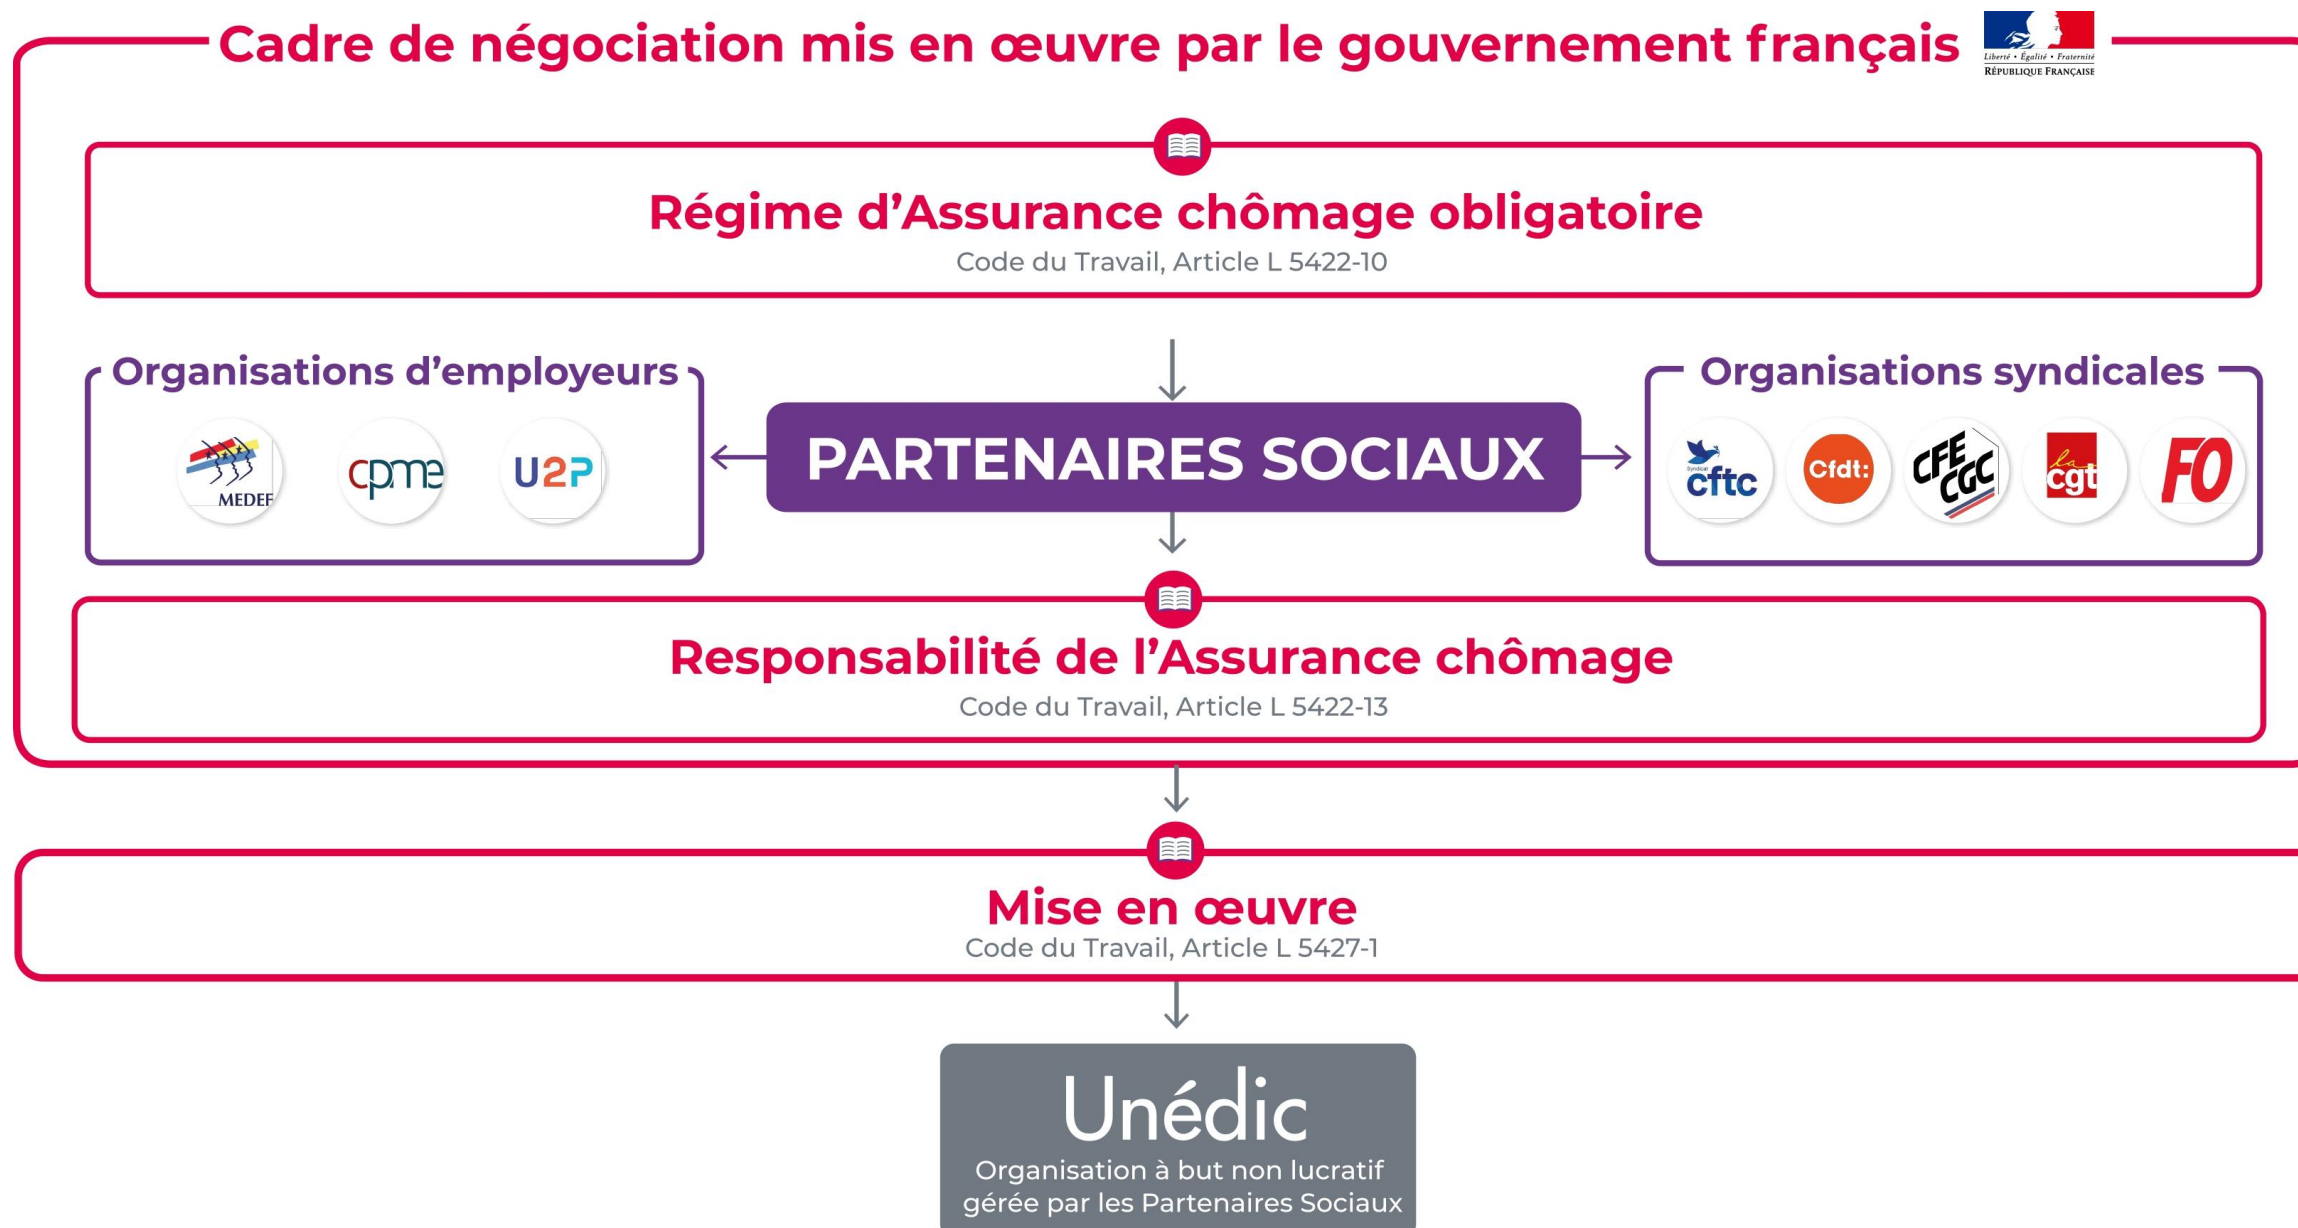 Cadre de négociation mis en œuvre par le gouvernement français
Liberté • Égalité • Fraternité
RÉPUBLIQUE FRANÇAISE
Régime d’Assurance chômage obligatoire
Code du Travail, Article L 5422-10
Organisations d’employeurs
MEDEF
cpme
U2P
PARTENAIRES SOCIAUX
Organisations syndicales
Syndicat
cftc
Cfdt:
CFE
CGC
la
cgt
FO
Responsabilité de l’Assurance chômage
Code du Travail, Article L 5422-13
Mise en œuvre
Code du Travail, Article L 5427-1
Unédic
Organisation à but non lucratif
gérée par les Partenaires Sociaux